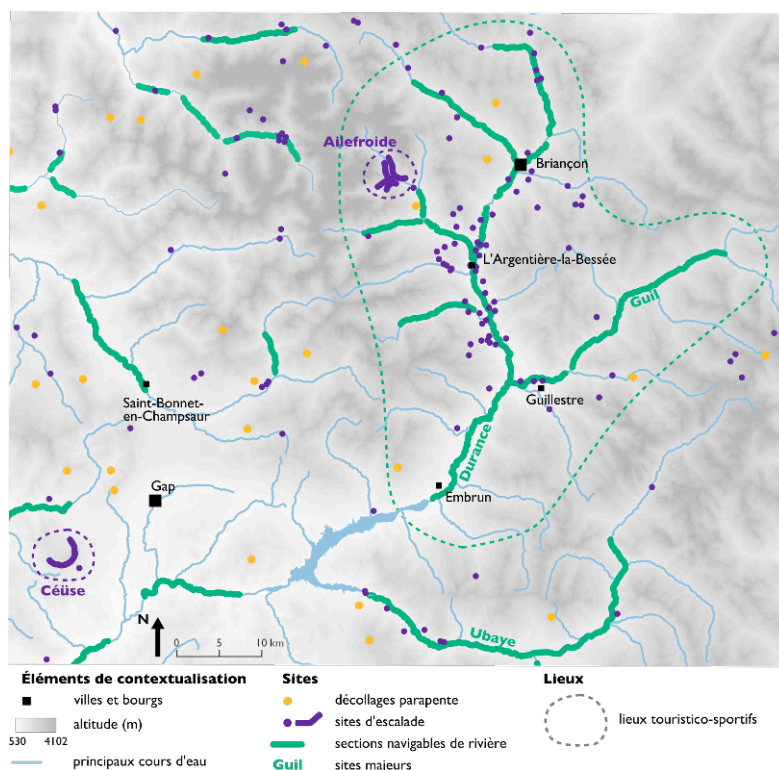 Ailefroide
Briançon
L'Argentière-la-Bessée
Guil
Saint-Bonnet-
en-Champsaur
Guillestre
Durance
Gap
Embrun
Céüse
N
Ubaye
0 5 10 km
Éléments de contextualisation
villes et bourgs
altitude (m)
530 4102
principaux cours d'eau
Sites
décollages parapente
sites d'escalade
sections navigables de rivière
Guil sites majeurs
Lieux
lieux touristico-sportifs